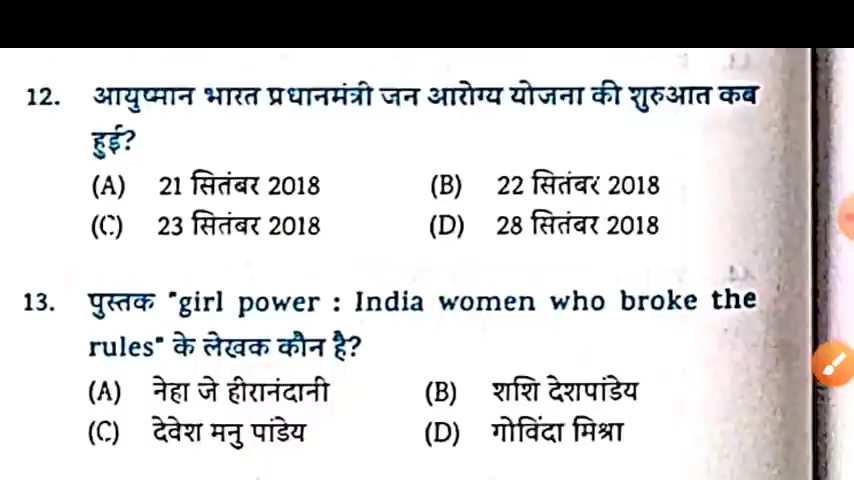 12. आयुष्मान भारत प्रधानमंत्री जन आरोग्य योजना की शुरुआत कब
हुई?
(A) 21 सितंबर 2018 (B) 22 सितंबर 2018
(C) 23 सितंबर 2018 (D) 28 सितंबर 2018
13. पुस्तक "girl power : India women who broke the
rules" के लेखक कौन है?
(A) नेहा जे हीरानंदानी (B) शशि देशपांडेय
(C) देवेश मनु पांडेय (D) गोविंदा मिश्रा